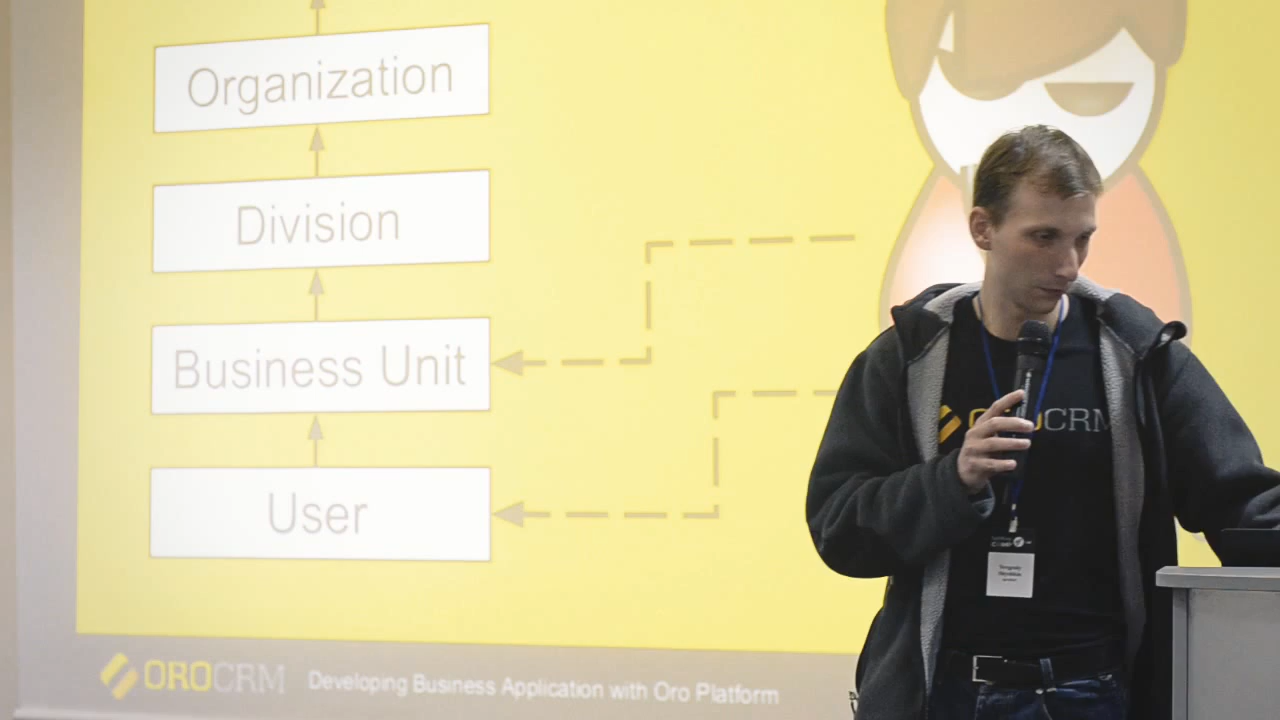 Organization
Division
Business Unit
User
OROCRM
OROCRM
Developing Business Application with Oro Platform